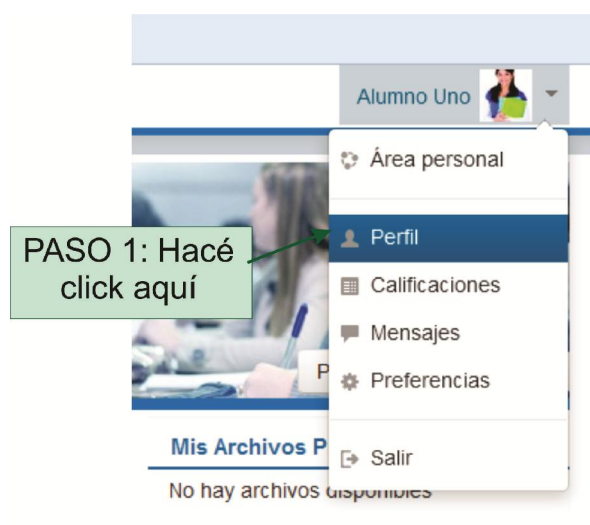 Alumno Uno
Área personal
PASO 1: Hacé
click aquí
Perfil
Calificaciones
Mensajes
P
Preferencias
Mis Archivos P
Salir
No hay archivos disponibles